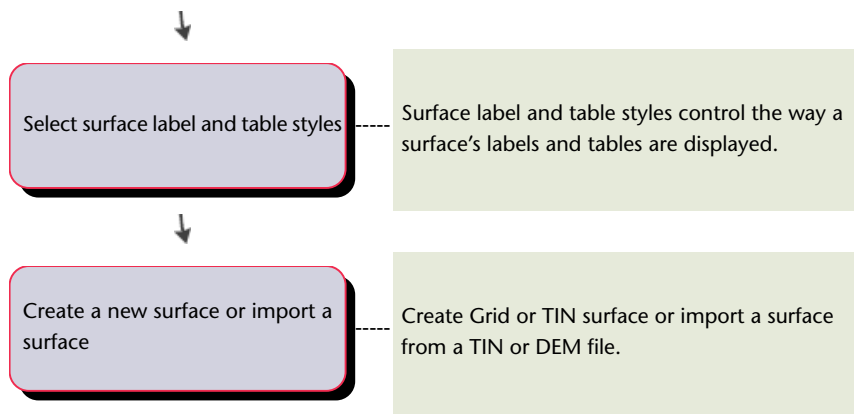 Select surface label and table styles
Surface label and table styles control the way a
surface’s labels and tables are displayed.
Create a new surface or import a
surface
Create Grid or TIN surface or import a surface
from a TIN or DEM file.